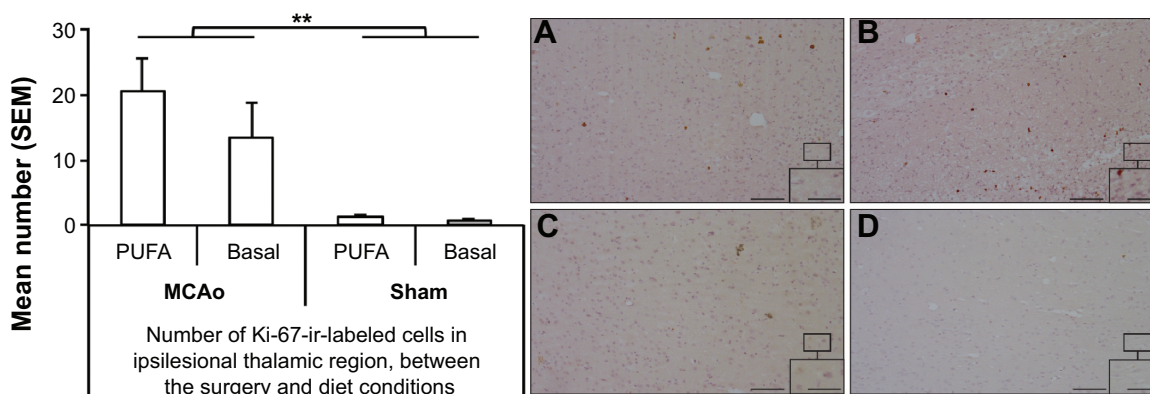 **
30
20
10
0
Mean number (SEM)
PUFA Basal PUFA Basal
MCAo Sham
Number of Ki-67-ir-labeled cells in
ipsilesional thalamic region, between
the surgery and diet conditions
A
B
C
D